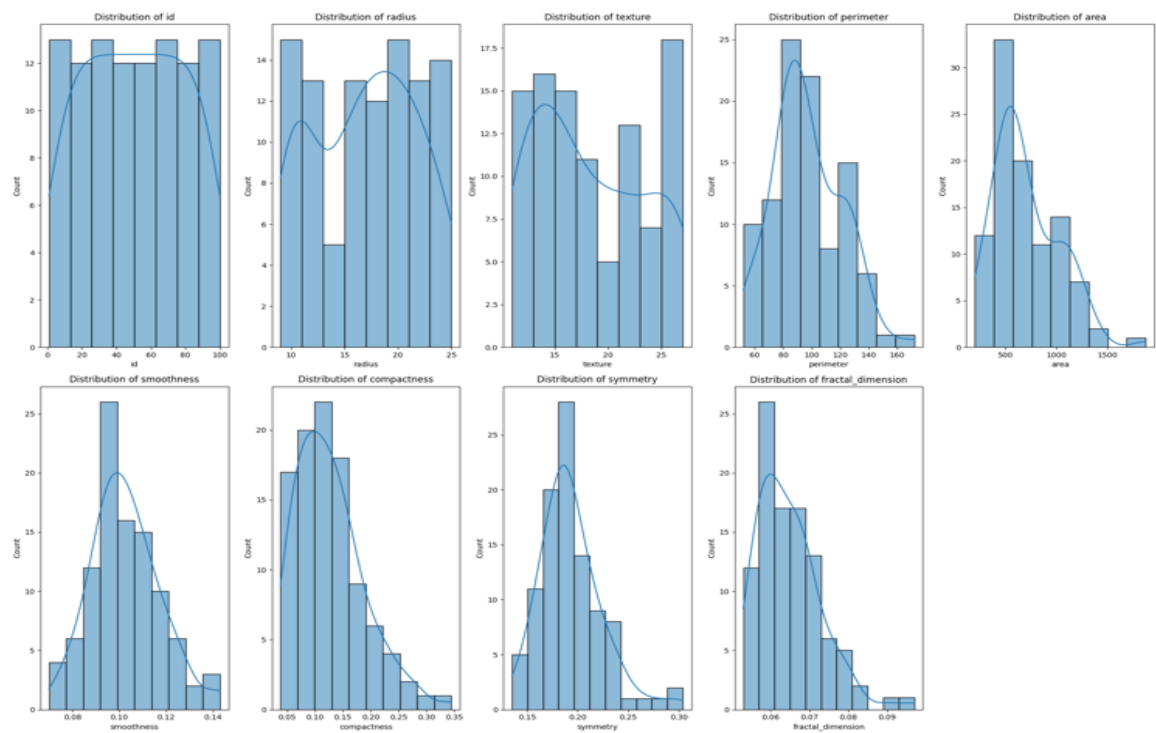 Distribution of id
Count
0
2
4
6
8
10
12
0 20 40 60 80 100
id
Distribution of radius
Count
0
2
4
6
8
10
12
14
10 15 20 25
radius
Distribution of texture
Count
0.0
2.5
5.0
7.5
10.0
12.5
15.0
17.5
15 20 25
texture
Distribution of perimeter
Count
0
5
10
15
20
25
60 80 100 120 140 160
perimeter
Distribution of area
Count
0
5
10
15
20
25
30
500 1000 1500
area
Distribution of smoothness
Count
0
5
10
15
20
25
0.08 0.10 0.12 0.14
smoothness
Distribution of compactness
Count
0
5
10
15
20
0.05 0.10 0.15 0.20 0.25 0.30 0.35
compactness
Distribution of symmetry
Count
0
5
10
15
20
25
0.15 0.20 0.25 0.30
symmetry
Distribution of fractal_dimension
Count
0
5
10
15
20
25
0.06 0.07 0.08 0.09
fractal_dimension